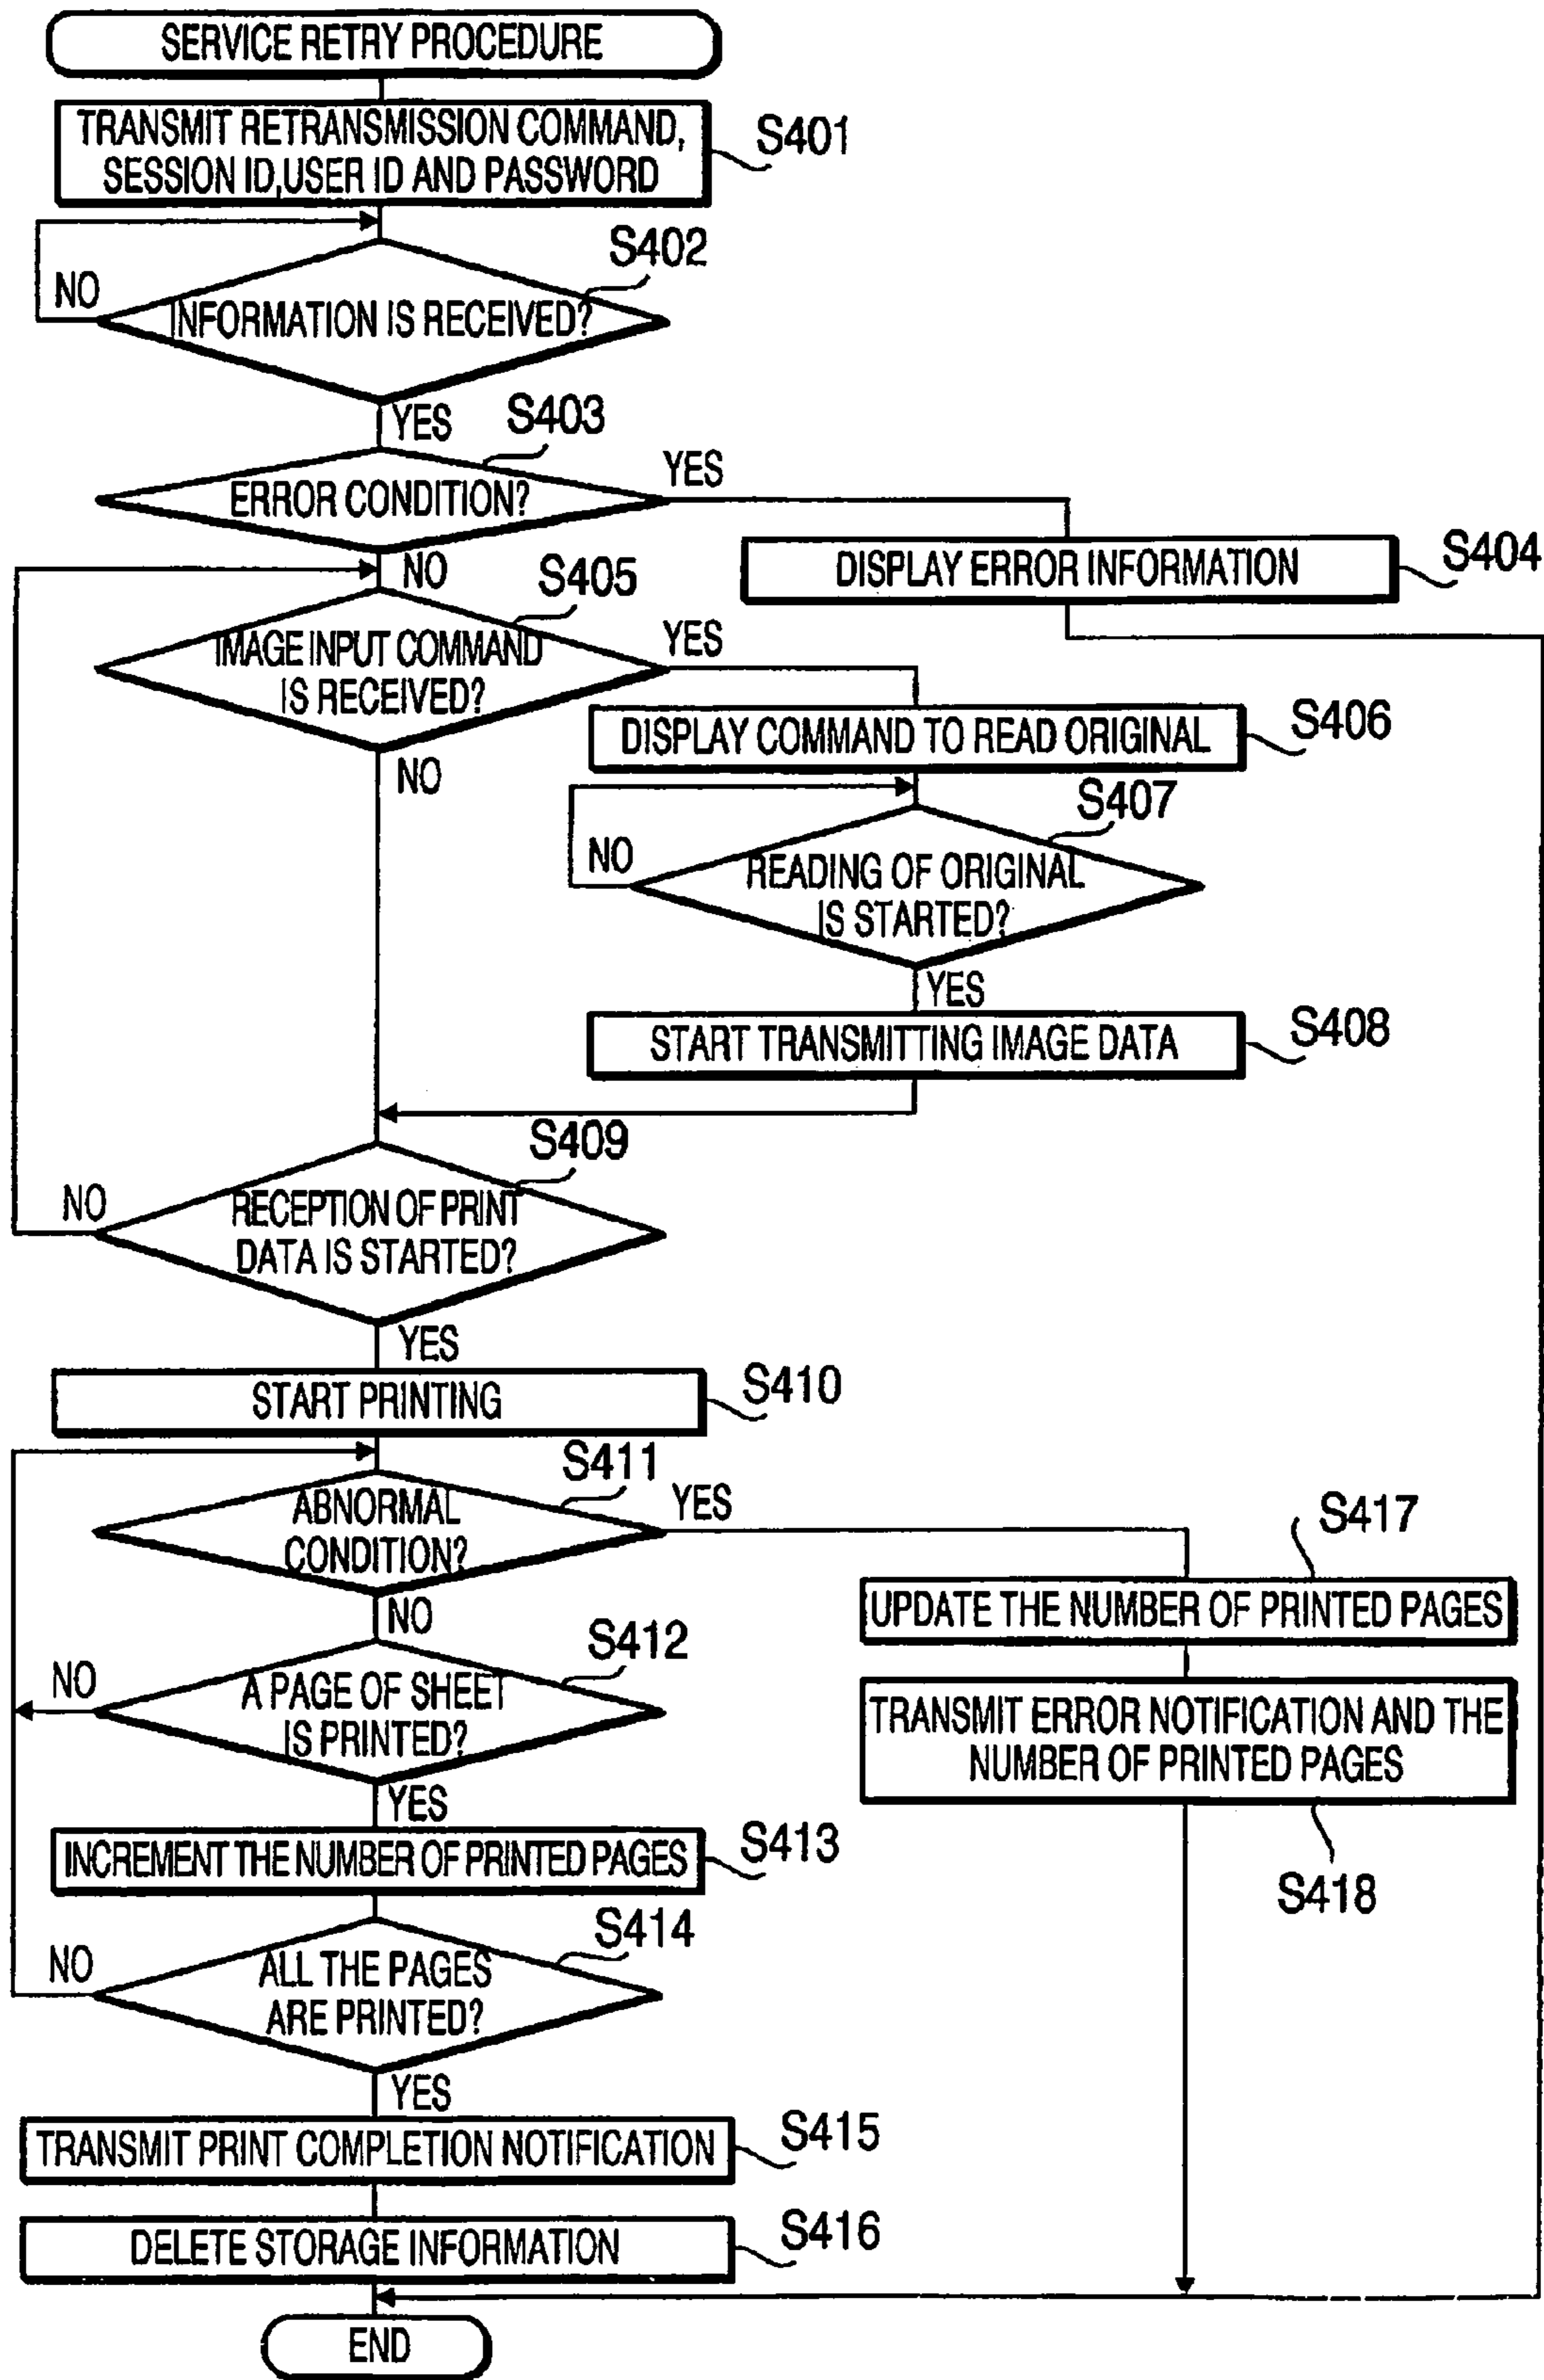 SERVICE RETRY PROCEDURE
TRANSMIT RETRANSMISSION COMMAND,
SESSION ID,USER ID AND PASSWORD
S401
S402
NO
INFORMATION IS RECEIVED?
YES
S403
YES
ERROR CONDITION?
NO
S404
DISPLAY ERROR INFORMATION
S405
YES
IMAGE INPUT COMMAND
IS RECEIVED?
NO
S406
DISPLAY COMMAND TO READ ORIGINAL
S407
NO
READING OF ORIGINAL
IS STARTED?
YES
START TRANSMITTING IMAGE DATA
S408
S409
NO
RECEPTION OF PRINT
DATA IS STARTED?
YES
START PRINTING
S410
S411
YES
ABNORMAL
CONDITION?
NO
S417
UPDATE THE NUMBER OF PRINTED PAGES
S412
NO
A PAGE OF SHEET
IS PRINTED?
YES
TRANSMIT ERROR NOTIFICATION AND THE
NUMBER OF PRINTED PAGES
S418
INCREMENT THE NUMBER OF PRINTED PAGES
S413
S414
NO
ALL THE PAGES
ARE PRINTED?
YES
TRANSMIT PRINT COMPLETION NOTIFICATION
S415
DELETE STORAGE INFORMATION
S416
END